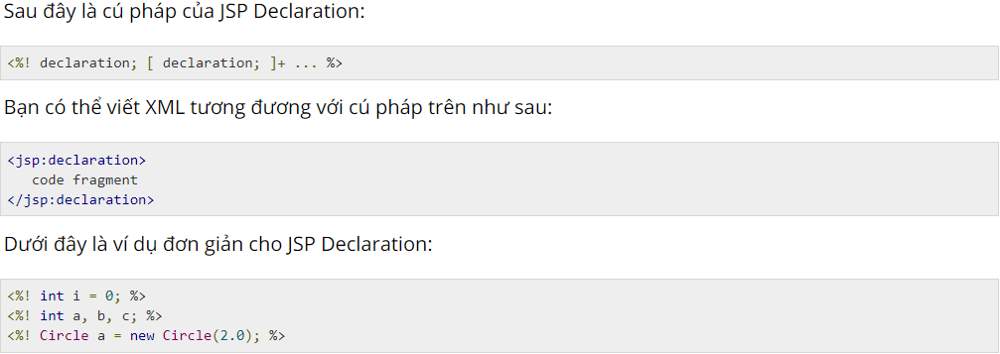 Sau đây là cú pháp của JSP Declaration:
<%! declaration; [ declaration; ]+ ... %>
Bạn có thể viết XML tương đương với cú pháp trên như sau:
<jsp:declaration>
   code fragment
</jsp:declaration>
Dưới đây là ví dụ đơn giản cho JSP Declaration:
<%! int i = 0; %>
<%! int a, b, c; %>
<%! Circle a = new Circle(2.0); %>